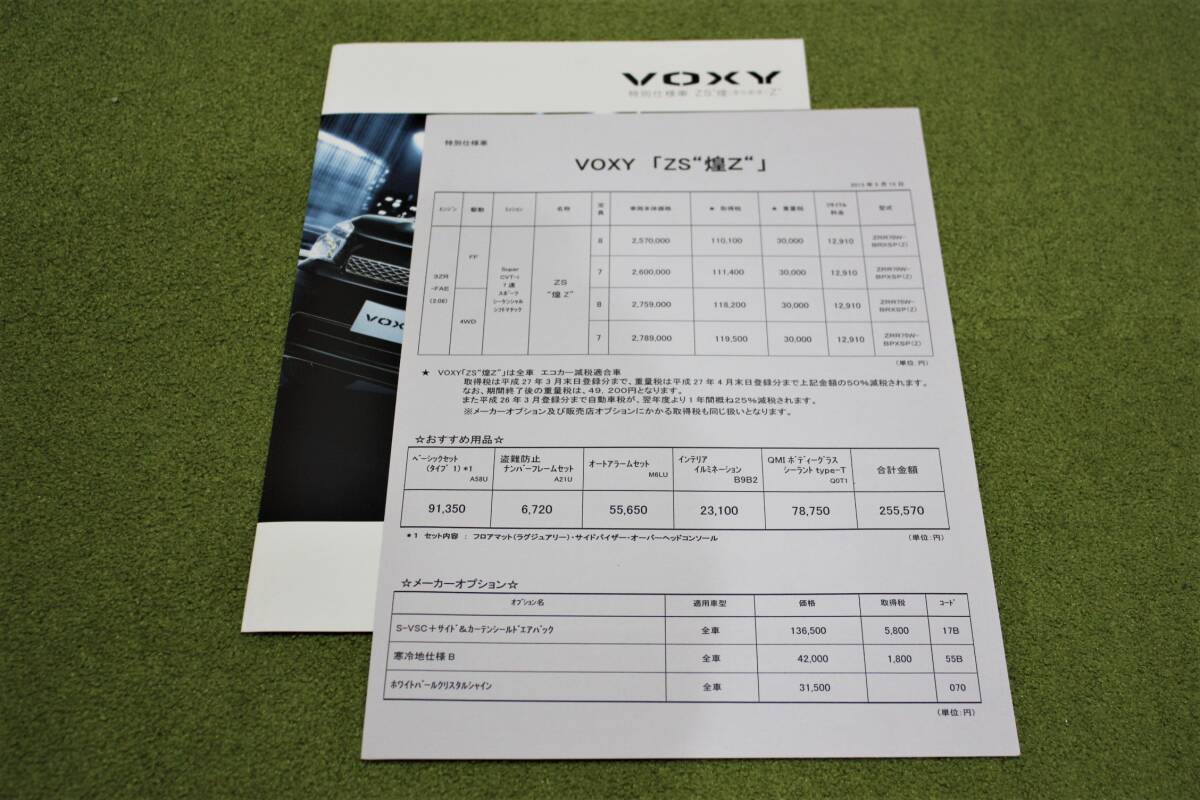 VOXY
特別仕様車 ZS"煌 Z"
VOXY
特別仕様車
VOXY 「ZS“煌Z“」
2013 年 5 月 13 日
ｴﾝｼﾞﾝ 駆動 ﾐｯｼｮﾝ 名称 定員 車両本体価格 ★ 取得税 ★ 重量税 ﾘｻｲｸﾙ料金 型式
3ZR
-FAE
(2.0ℓ)
FF
4WD
Super
CVT-i
7 速
ｽﾎﾟｰﾂ
ｼｰｹﾝｼｬﾙ
ｼﾌﾄﾏﾁｯｸ
ZS
“煌 Z”
8 2,570,000 110,100 30,000 12,910 ZRR70W-BRXSP(Z)
7 2,600,000 111,400 30,000 12,910 ZRR70W-BPXSP(Z)
8 2,759,000 118,200 30,000 12,910 ZRR75W-BRXSP(Z)
7 2,789,000 119,500 30,000 12,910 ZRR75W-BPXSP(Z)
（単位：円）
★ VOXY「ZS“煌Z”」は全車 エコカー減税適合車
取得税は平成 27 年 3 月末日登録分まで、重量税は平成 27 年 4 月末日登録分まで上記金額の50％減税されます。
なお、期間終了後の重量税は、49, 200円となります。
また平成 26 年 3 月登録分まで自動車税が、翌年度より 1 年間概ね25％減税されます。
※メーカーオプション及び販売店オプションにかかる取得税も同じ扱いとなります。
☆おすすめ用品☆
ﾍﾞｰｼｯｸｾｯﾄ（ﾀｲﾌﾟ 1）*1 A58U 盗難防止ﾅﾝﾊﾞｰﾌﾚｰﾑｾｯﾄ A21U ｵｰﾄｱﾗｰﾑｾｯﾄ M6LU ｲﾝﾃﾘｱｲﾙﾐﾈｰｼｮﾝ B9B2 QMI ﾎﾞﾃﾞｨｰｸﾞﾗｽｼｰﾗﾝﾄ type-T Q0T1 合計金額
91,350 6,720 55,650 23,100 78,750 255,570
*1 セット内容 ： フロアマット（ラグジュアリー）・サイドバイザー・オーバーヘッドコンソール （単位：円）
☆メーカーオプション☆
ｵﾌﾟｼｮﾝ名 適用車型 価格 取得税 ｺｰﾄﾞ
S-VSC＋ｻｲﾄﾞ&ｶｰﾃﾝｼｰﾙﾄﾞｴｱﾊﾞｯｸ 全車 136,500 5,800 17B
寒冷地仕様 B 全車 42,000 1,800 55B
ﾎﾜｲﾄﾊﾟｰﾙｸﾘｽﾀﾙｼｬｲﾝ 全車 31,500 070
（単位：円）